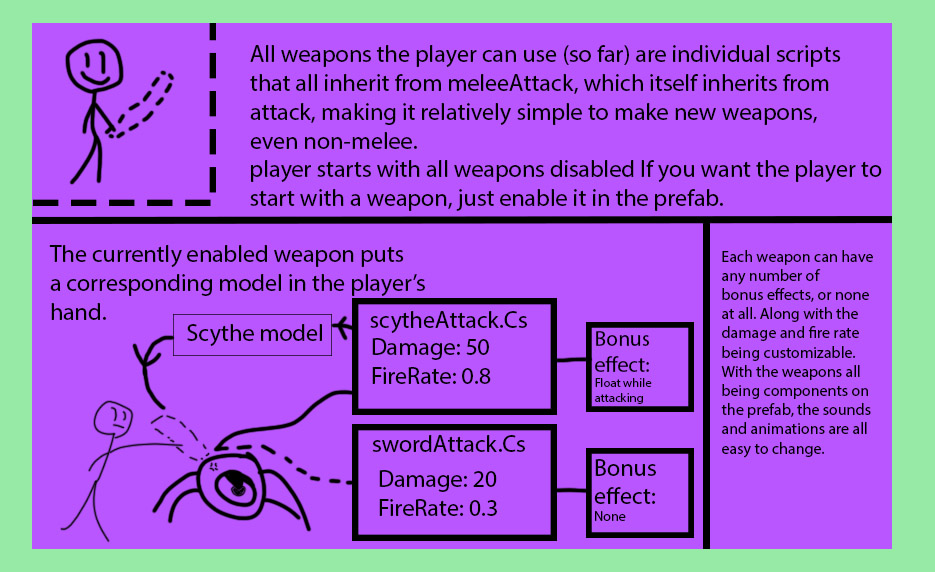 All weapons the player can use (so far) are individual scripts
that all inherit from meleeAttack, which itself inherits from
attack, making it relatively simple to make new weapons,
even non-melee.
player starts with all weapons disabled If you want the player to
start with a weapon, just enable it in the prefab.
The currently enabled weapon puts
a corresponding model in the player's
hand.
Scythe model
scytheAttack.Cs
Damage: 50
FireRate: 0.8
Bonus
effect:
Float while
attacking
swordAttack.Cs
Damage: 20
FireRate: 0.3
Bonus
effect:
None
Each weapon can have
any number of
bonus effects, or none
at all. Along with the
damage and fire rate
being customizable.
With the weapons all
being components on
the prefab, the sounds
and animations are all
easy to change.